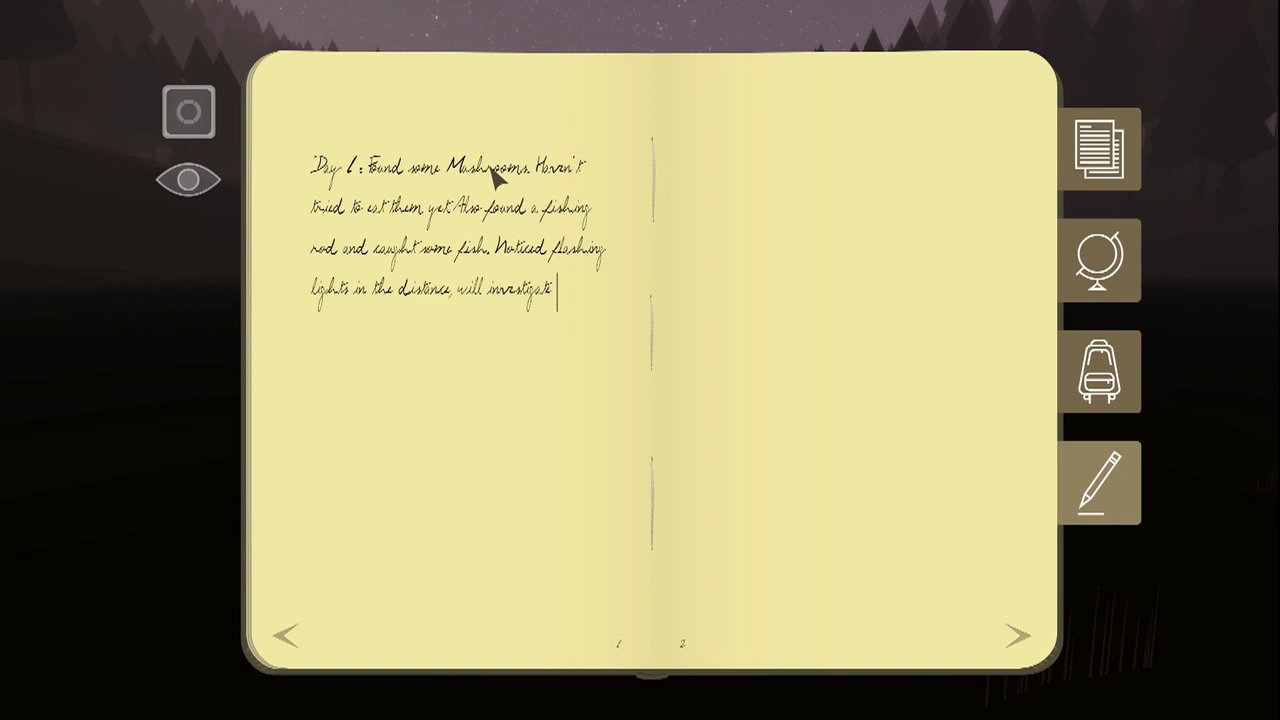 Day 1: Found some Mushrooms. Haven't
tried to eat them yet Also found a fishing
rod and caught some fish. Noticed flashing
lights in the distance, will investigate
1
2